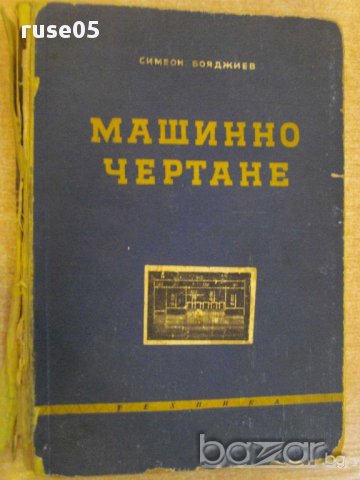 ruse05
СИМЕОН БОЯДЖИЕВ
МАШИННО
ЧЕРТАНЕ
ТЕХНИКА
bazar.bg